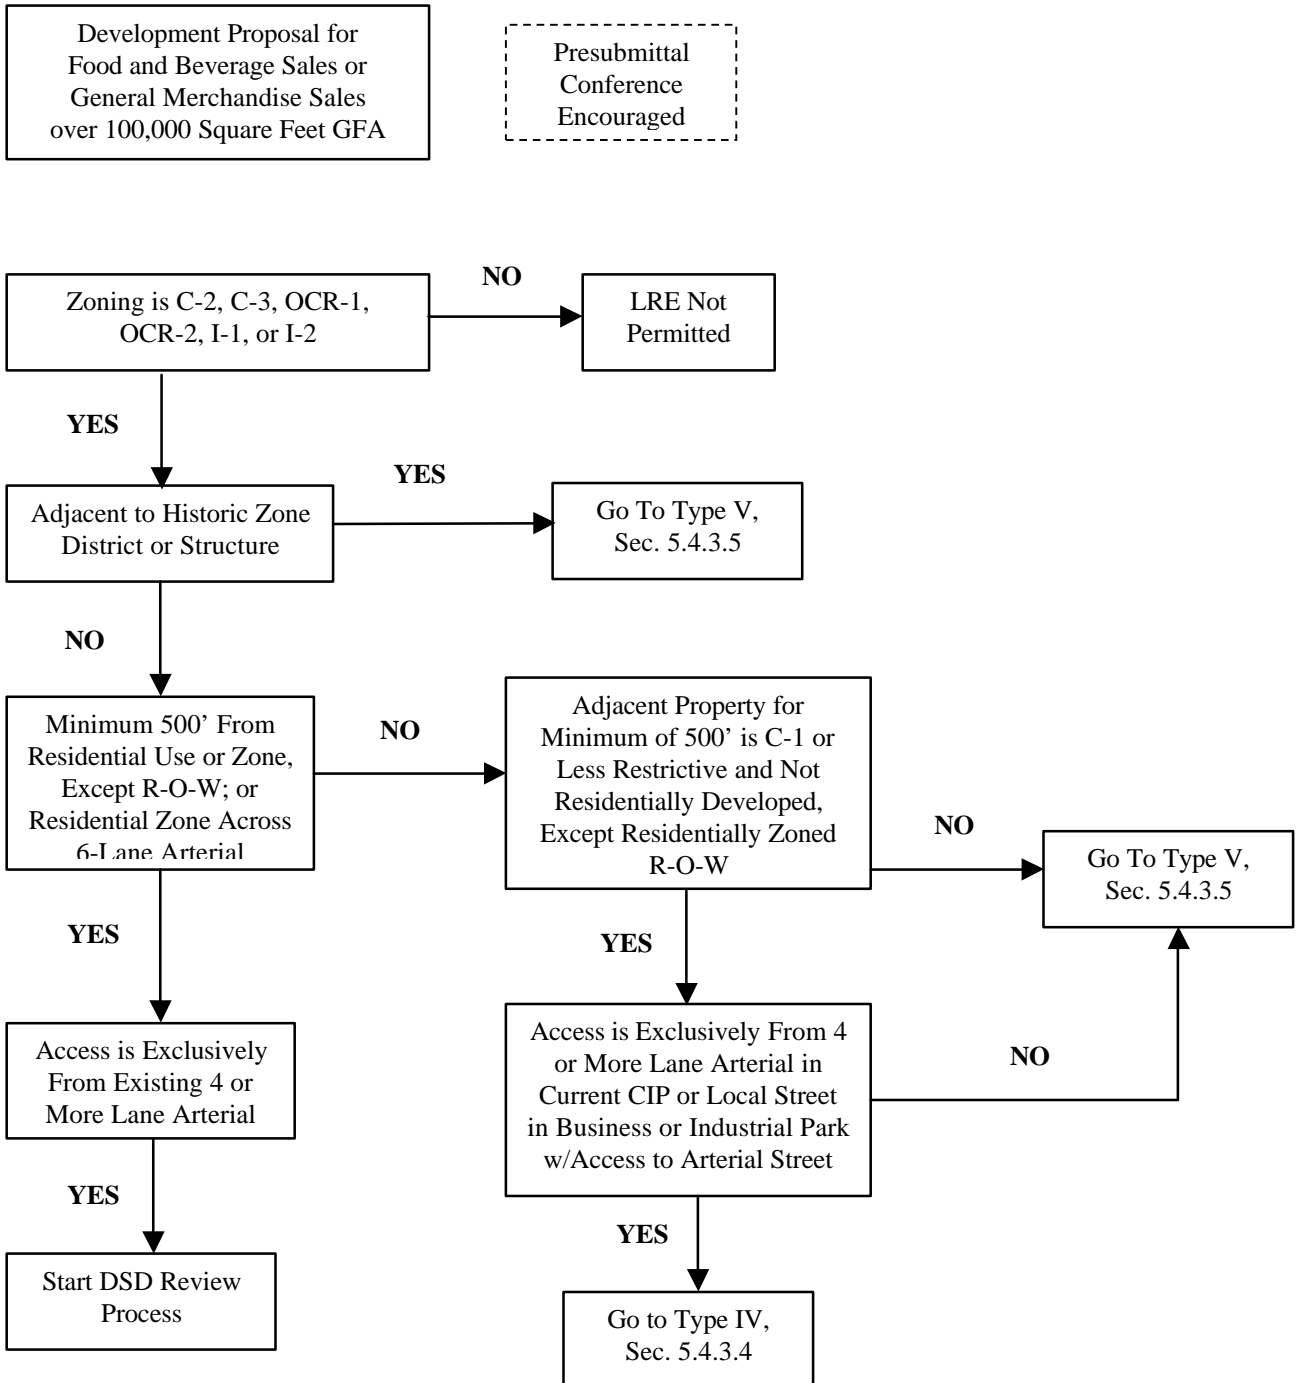 Development Proposal for
Food and Beverage Sales or
General Merchandise Sales
over 100,000 Square Feet GFA
Presubmittal
Conference
Encouraged
Zoning is C-2, C-3, OCR-1,
OCR-2, I-1, or I-2
NO
LRE Not
Permitted
YES
Adjacent to Historic Zone
District or Structure
YES
Go To Type V,
Sec. 5.4.3.5
NO
Minimum 500’ From
Residential Use or Zone,
Except R-O-W; or
Residential Zone Across
6-Lane Arterial
NO
Adjacent Property for
Minimum of 500’ is C-1 or
Less Restrictive and Not
Residentially Developed,
Except Residentially Zoned
R-O-W
NO
Go To Type V,
Sec. 5.4.3.5
YES
YES
Access is Exclusively
From Existing 4 or
More Lane Arterial
Access is Exclusively From 4
or More Lane Arterial in
Current CIP or Local Street
in Business or Industrial Park
w/Access to Arterial Street
NO
YES
YES
Start DSD Review
Process
Go to Type IV,
Sec. 5.4.3.4